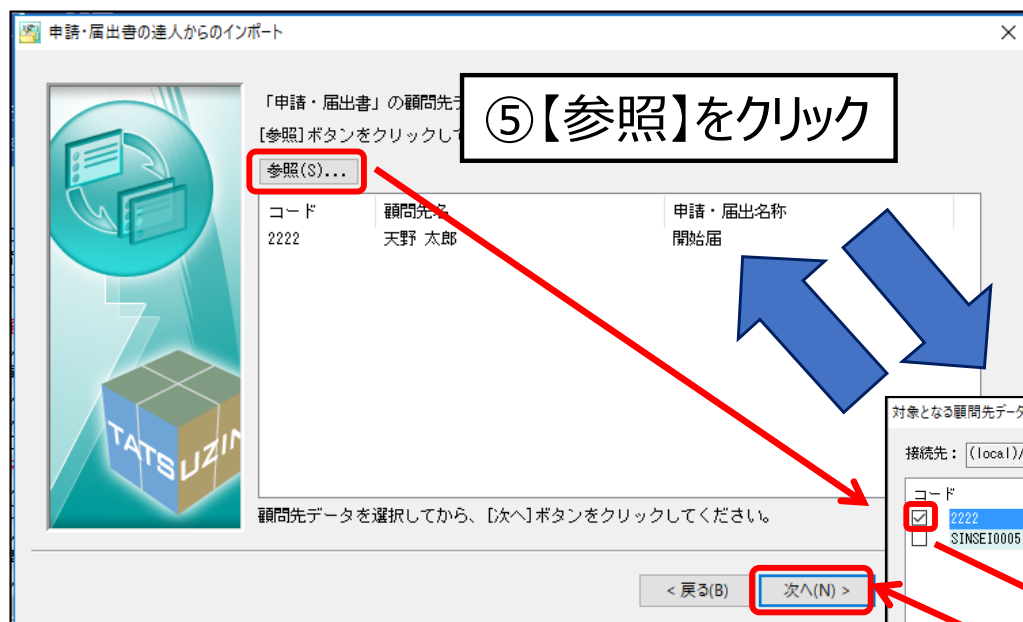 申請・届出書の達人からのインポート
「申請・届出書」の顧問先デ
⑤【参照】をクリック
[参照]ボタンをクリックして
参照(S)...
コード 顧問先名 申請・届出名称
2222 天野 太郎 開始届
TATSUZIN
対象となる顧問先データ
接続先： (local)/
コード
2222
SINSEI0005
顧問先データを選択してから、[次へ]ボタンをクリックしてください。
< 戻る(B) 次へ(N) >